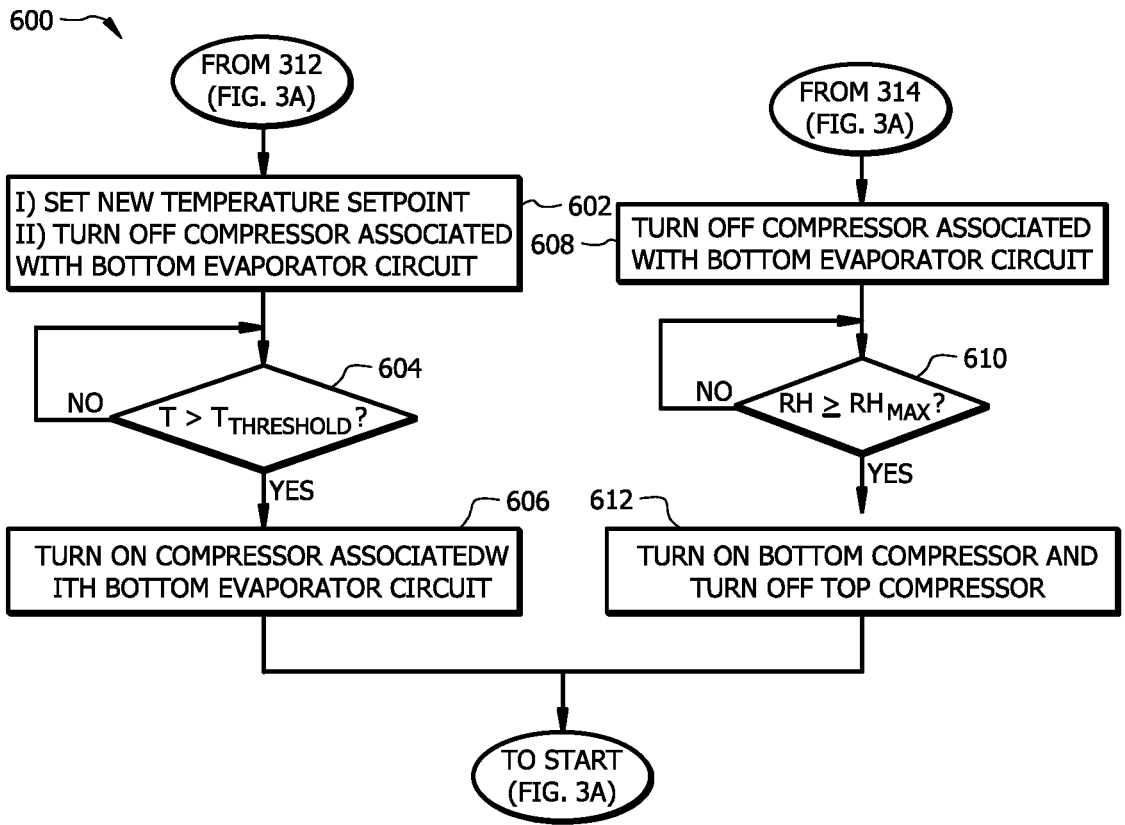 600
FROM 312
(FIG. 3A)
I) SET NEW TEMPERATURE SETPOINT
II) TURN OFF COMPRESSOR ASSOCIATED
WITH BOTTOM EVAPORATOR CIRCUIT
602
604
NO
T > TTHRESHOLD?
YES
606
TURN ON COMPRESSOR ASSOCIATEDW
ITH BOTTOM EVAPORATOR CIRCUIT
FROM 314
(FIG. 3A)
608
TURN OFF COMPRESSOR ASSOCIATED
WITH BOTTOM EVAPORATOR CIRCUIT
610
NO
RH ≥ RHMAX?
YES
612
TURN ON BOTTOM COMPRESSOR AND
TURN OFF TOP COMPRESSOR
TO START
(FIG. 3A)